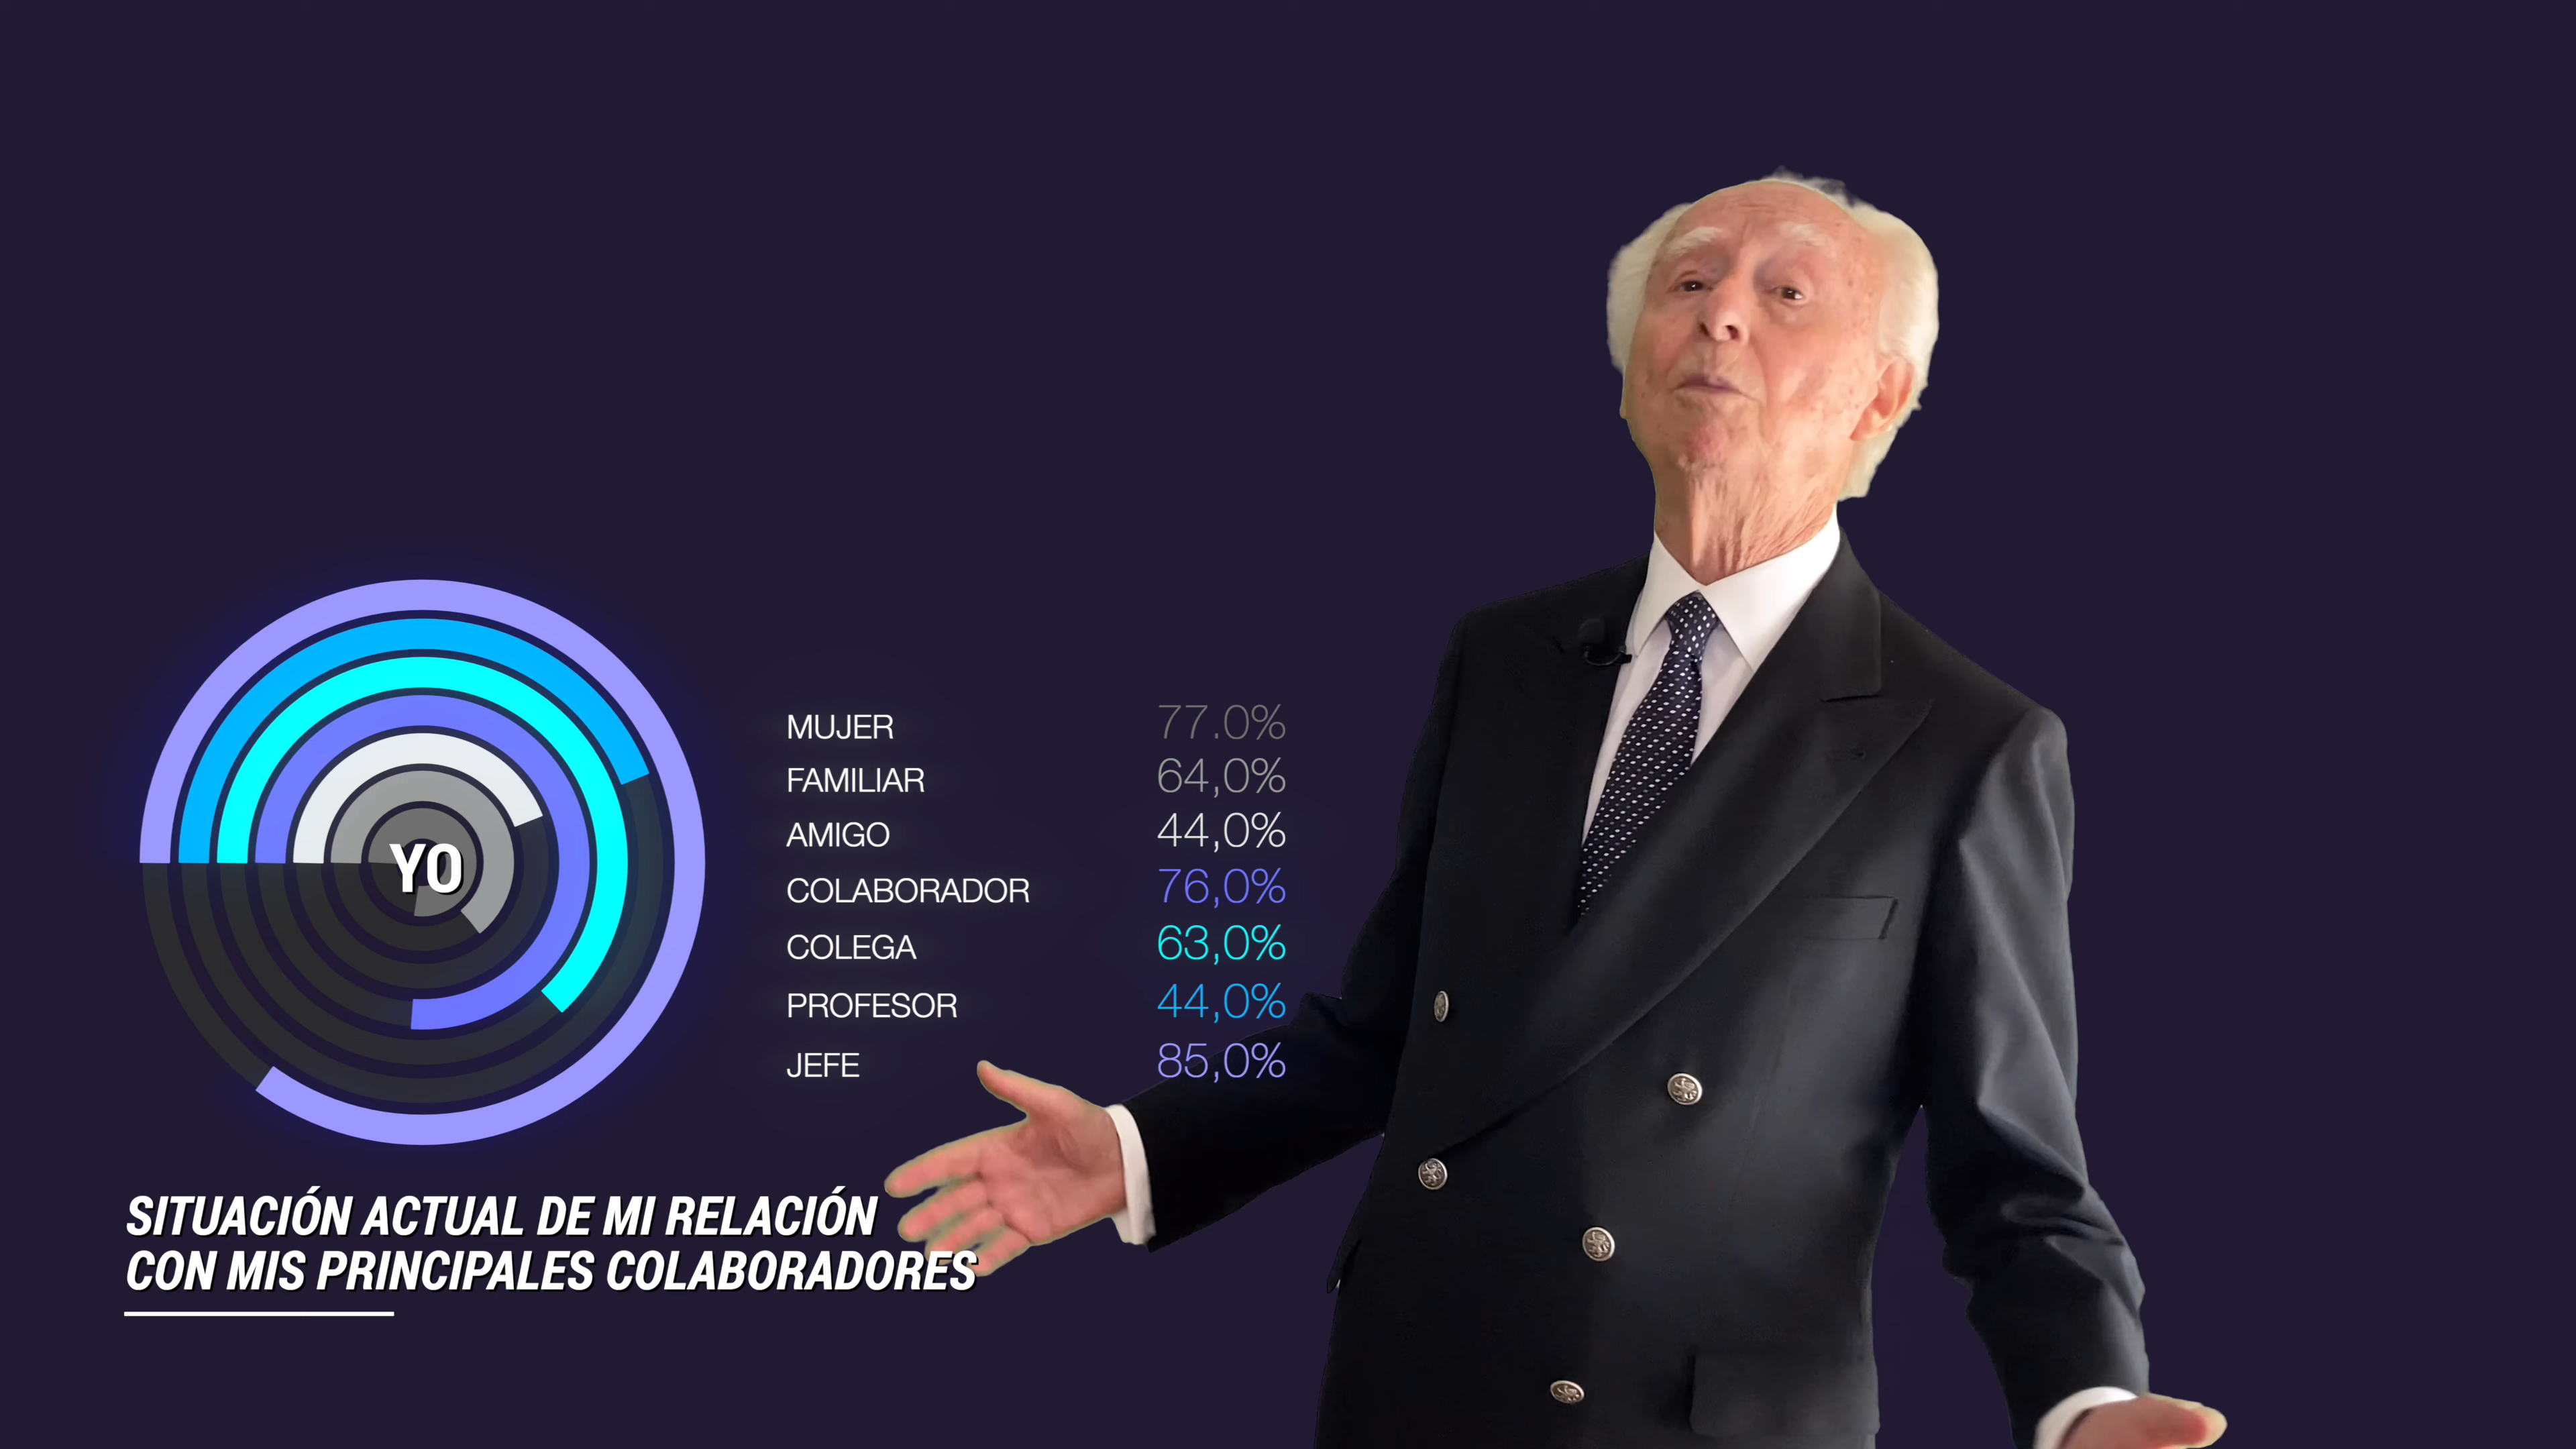 YO
MUJER 77.0%
FAMILIAR 64,0%
AMIGO 44,0%
COLABORADOR 76,0%
COLEGA 63,0%
PROFESOR 44,0%
JEFE 85,0%
SITUACIÓN ACTUAL DE MI RELACIÓN
CON MIS PRINCIPALES COLABORADORES